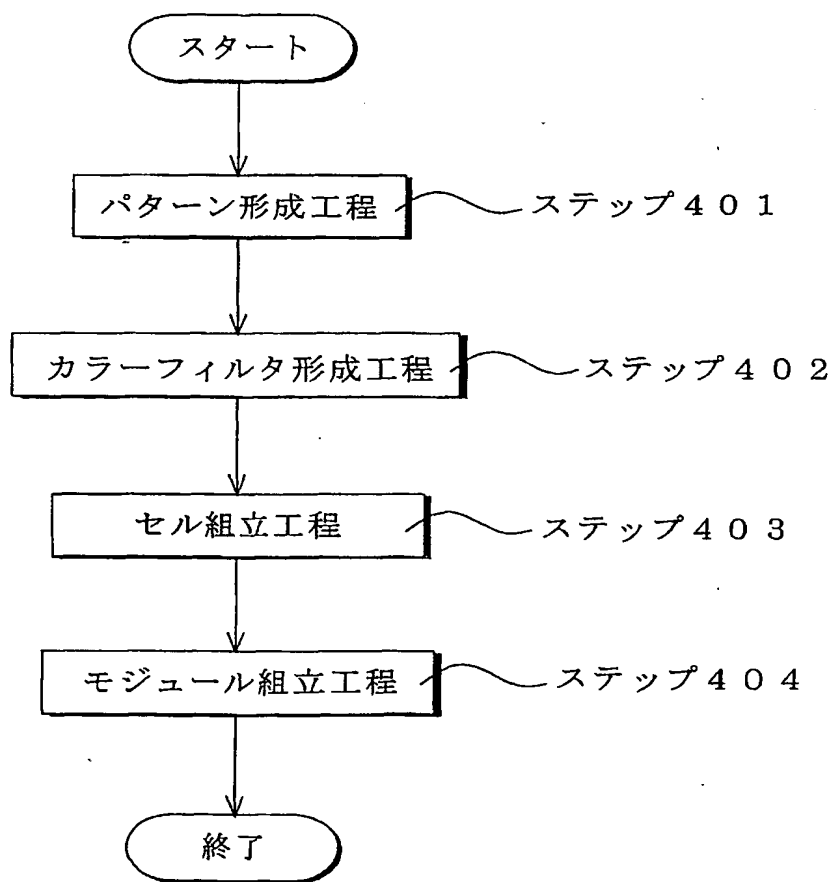 スタート
パターン形成工程
ステップ401
カラーフィルタ形成工程
ステップ402
セル組立工程
ステップ403
モジュール組立工程
ステップ404
終了